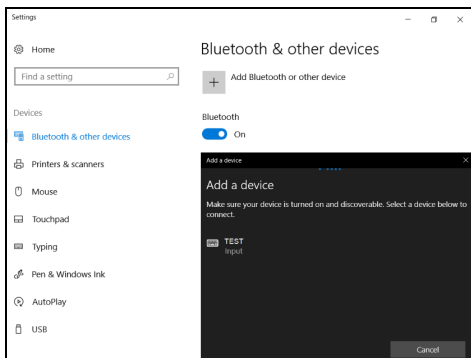 Settings
Home
Find a setting
Devices
Bluetooth & other devices
Printers & scanners
Mouse
Touchpad
Typing
Pen & Windows Ink
AutoPlay
USB
Bluetooth & other devices
Add Bluetooth or other device
Bluetooth
On
Add a device
Add a device
Make sure your device is turned on and discoverable. Select a device below to
connect.
TEST
Input
Cancel